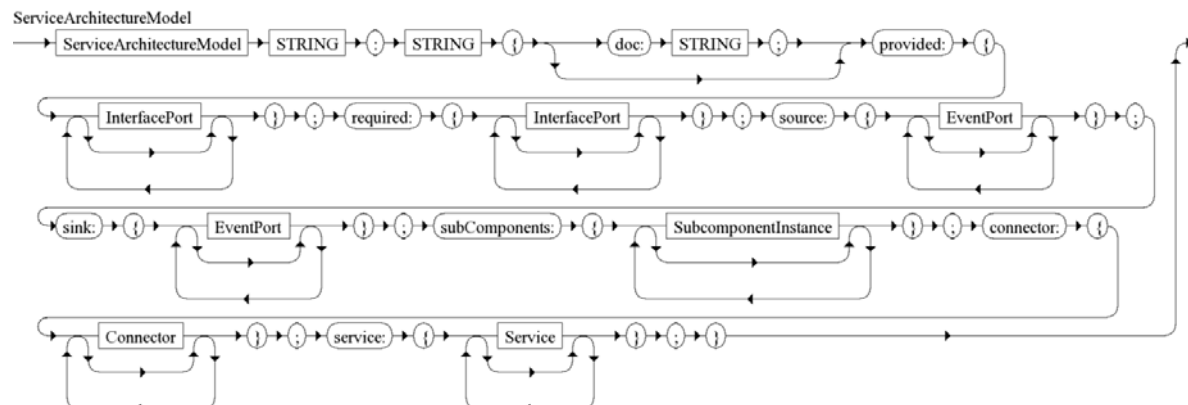 ServiceArchitectureModel
ServiceArchitectureModel STRING : STRING { doc: STRING ; provided: {
InterfacePort } ; required: { InterfacePort } ; source: { EventPort } ;
sink: { EventPort } ; subComponents: { SubcomponentInstance } ; connector: {
Connector } ; service: { Service } ; }